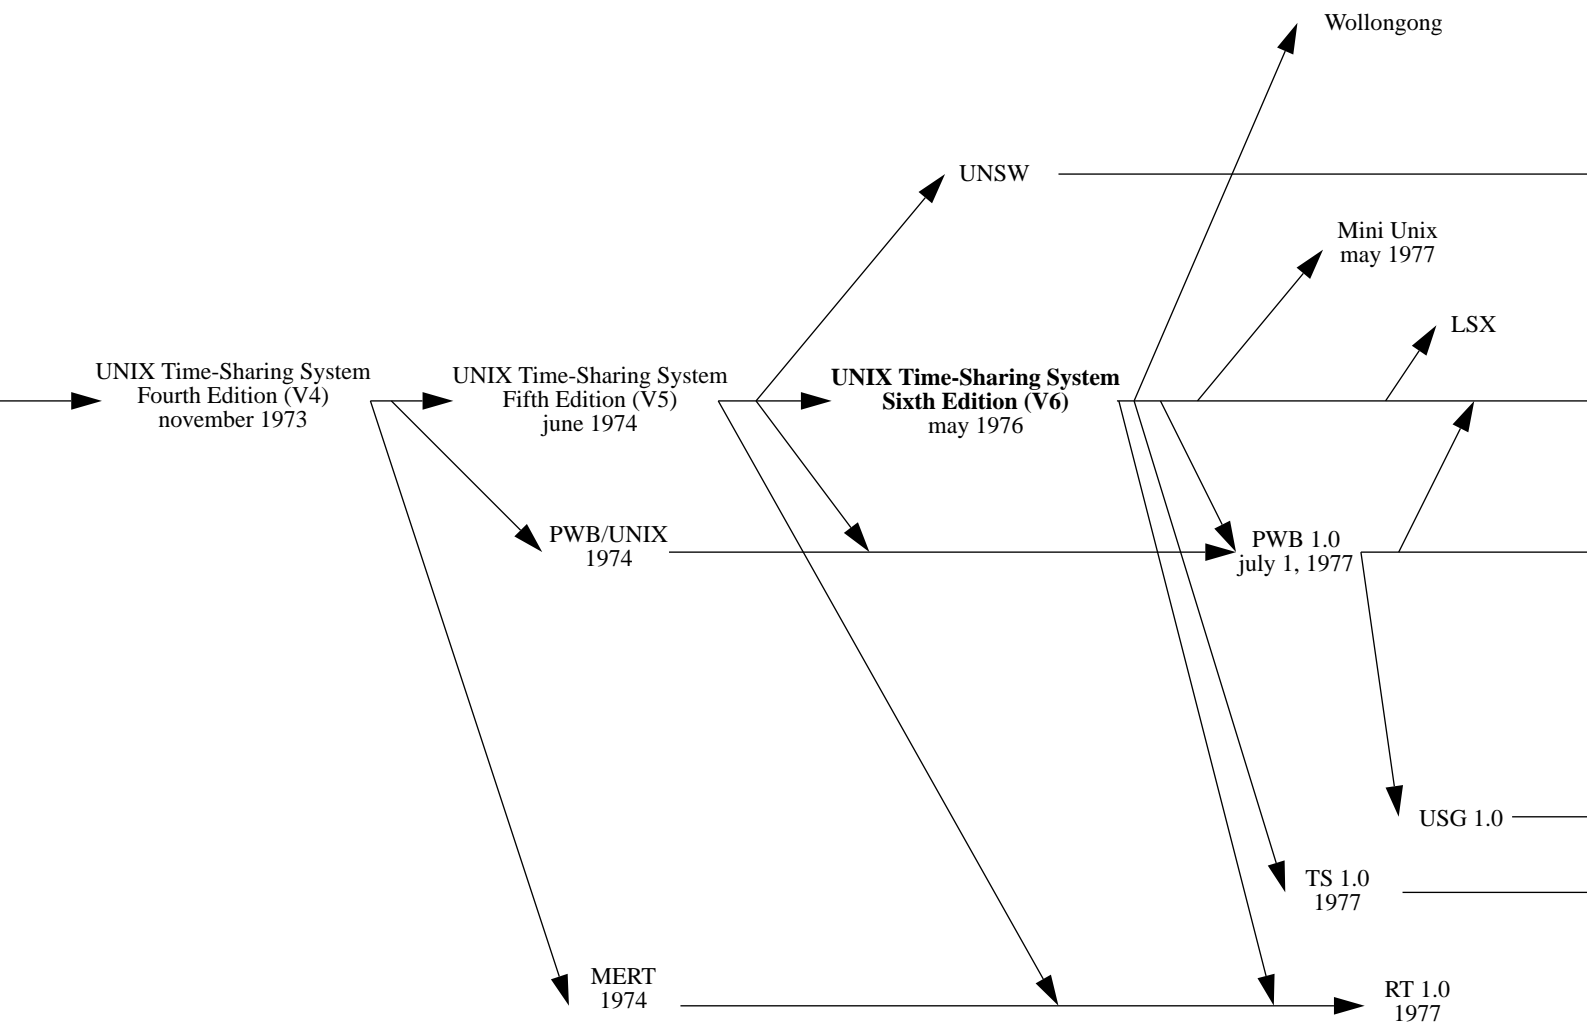 Wollongong
UNSW
Mini Unix
may 1977
LSX
UNIX Time-Sharing System
Fourth Edition (V4)
november 1973
UNIX Time-Sharing System
Fifth Edition (V5)
june 1974
UNIX Time-Sharing System
Sixth Edition (V6)
may 1976
PWB/UNIX
1974
PWB 1.0
july 1, 1977
USG 1.0
TS 1.0
1977
MERT
1974
RT 1.0
1977